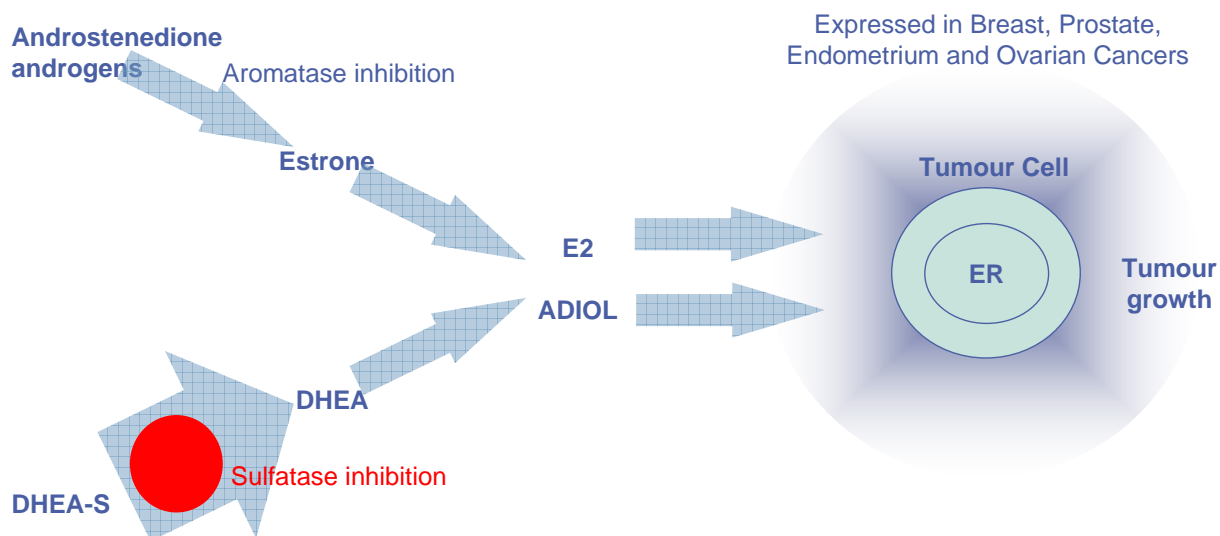 Androstenedione
androgens
Aromatase inhibition
Expressed in Breast, Prostate,
Endometrium and Ovarian Cancers
Estrone
Tumour Cell
E2
ER
ADIOL
Tumour
growth
DHEA
Sulfatase inhibition
DHEA-S